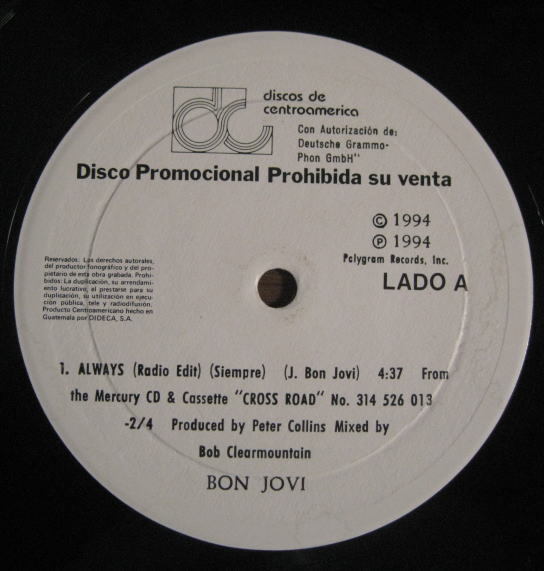 dc
discos de
centroamerica
Con Autorización de:
Deutsche Grammo-
Phon GmbH"
Disco Promocional Prohibida su venta
© 1994
℗ 1994
Polygram Records, Inc.
LADO A
Reservados: Los derechos autorales,
del productor fonográfico y del pro-
pietario de esta obra grabada. Prohi-
bidos: La duplicación, su arrendami-
ento lucrativo, al prestarse para su
duplicación, su utilización en ejecu-
ción pública, tele y radiodifusión.
Producto Centroamericano hecho en
Guatemala por DIDECA, S.A.
1. ALWAYS (Radio Edit) (Siempre) (J. Bon Jovi) 4:37 From
the Mercury CD & Cassette "CROSS ROAD" No. 314 526 013
-2/4 Produced by Peter Collins Mixed by
Bob Clearmountain
BON JOVI